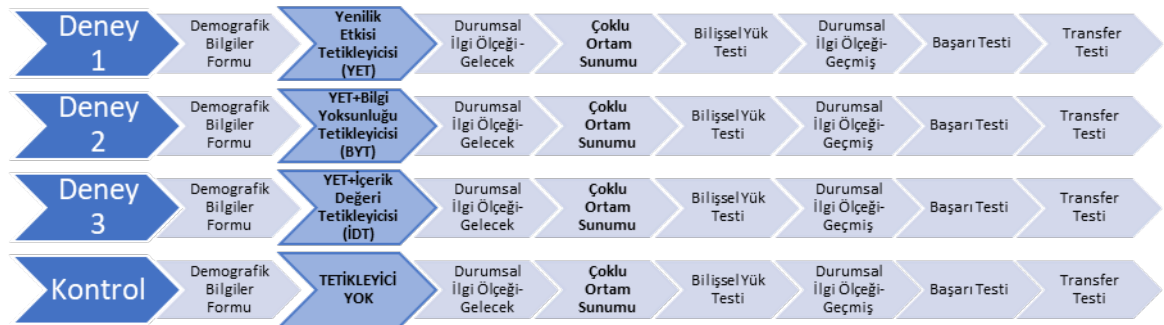 Deney
1
Demografik
Bilgiler
Formu
Yenilik
Etkisi
Tetikleyicisi
(YET)
Durumsal
İlgi Ölçeği-
Gelecek
Çoklu
Ortam
Sunumu
Bilişsel Yük
Testi
Durumsal
İlgi Ölçeği-
Geçmiş
Başarı Testi
Transfer
Testi
Deney
2
Demografik
Bilgiler
Formu
YET+Bilgi
Yoksunluğu
Tetikleyicisi
(BYT)
Durumsal
İlgi Ölçeği-
Gelecek
Çoklu
Ortam
Sunumu
Bilişsel Yük
Testi
Durumsal
İlgi Ölçeği-
Geçmiş
Başarı Testi
Transfer
Testi
Deney
3
Demografik
Bilgiler
Formu
YET+İçerik
Değeri
Tetikleyicisi
(İDT)
Durumsal
İlgi Ölçeği-
Gelecek
Çoklu
Ortam
Sunumu
Bilişsel Yük
Testi
Durumsal
İlgi Ölçeği-
Geçmiş
Başarı Testi
Transfer
Testi
Kontrol
Demografik
Bilgiler
Formu
TETİKLEYİCİ
YOK
Durumsal
İlgi Ölçeği-
Gelecek
Çoklu
Ortam
Sunumu
Bilişsel Yük
Testi
Durumsal
İlgi Ölçeği-
Geçmiş
Başarı Testi
Transfer
Testi